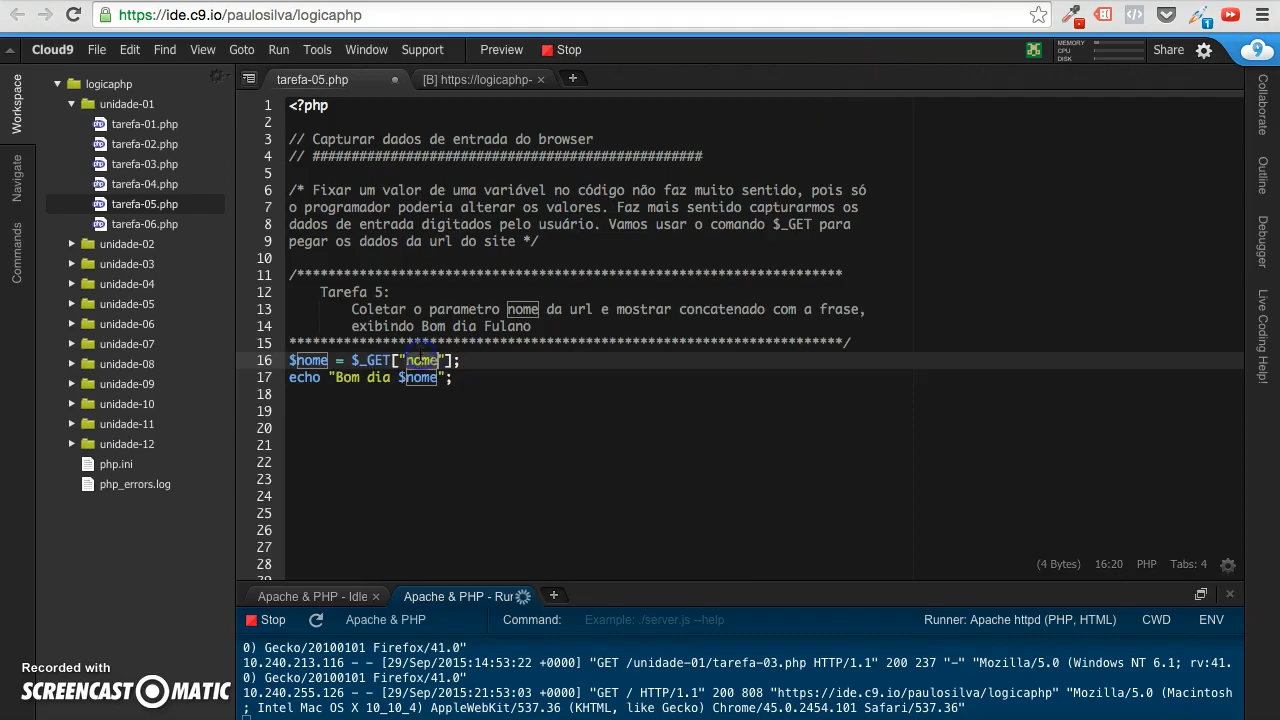 https://ide.c9.io/paulosilva/logicaphp
1
Cloud9 File Edit Find View Goto Run Tools Window Support Preview Stop MEMORY CPU DISK Share
Workspace
Navigate
Commands
logicaphp
unidade-01
tarefa-01.php
tarefa-02.php
tarefa-03.php
tarefa-04.php
tarefa-05.php
tarefa-06.php
unidade-02
unidade-03
unidade-04
unidade-05
unidade-06
unidade-07
unidade-08
unidade-09
unidade-10
unidade-11
unidade-12
php.ini
php_errors.log
tarefa-05.php [B] https://logicaphp-
1 <?php
2
3 // Capturar dados de entrada do browser
4 // ##################################################
5
6 /* Fixar um valor de uma variável no código não faz muito sentido, pois só
7 o programador poderia alterar os valores. Faz mais sentido capturarmos os
8 dados de entrada digitados pelo usuário. Vamos usar o comando $_GET para
9 pegar os dados da url do site */
10
11 /**********************************************************************
12 Tarefa 5:
13 Coletar o parametro nome da url e mostrar concatenado com a frase,
14 exibindo Bom dia Fulano
15 ***********************************************************************/
16 $nome = $_GET["nome"];
17 echo "Bom dia $nome";
18
19
20
21
22
23
24
25
26
27
28
29
(4 Bytes) 16:20 PHP Tabs: 4
Collaborate
Outline
Debugger
Live Coding Help!
Apache & PHP - Idle Apache & PHP - Rur
Stop Apache & PHP Command: Example: ./server.js --help Runner: Apache httpd (PHP, HTML) CWD ENV
0) Gecko/20100101 Firefox/41.0"
10.240.213.116 - - [29/Sep/2015:14:53:22 +0000] "GET /unidade-01/tarefa-03.php HTTP/1.1" 200 237 "-" "Mozilla/5.0 (Windows NT 6.1; rv:41.
0) Gecko/20100101 Firefox/41.0"
10.240.255.126 - - [29/Sep/2015:21:53:03 +0000] "GET / HTTP/1.1" 200 808 "https://ide.c9.io/paulosilva/logicaphp" "Mozilla/5.0 (Macintosh
; Intel Mac OS X 10_10_4) AppleWebKit/537.36 (KHTML, like Gecko) Chrome/45.0.2454.101 Safari/537.36"
Recorded with
SCREENCAST O MATIC